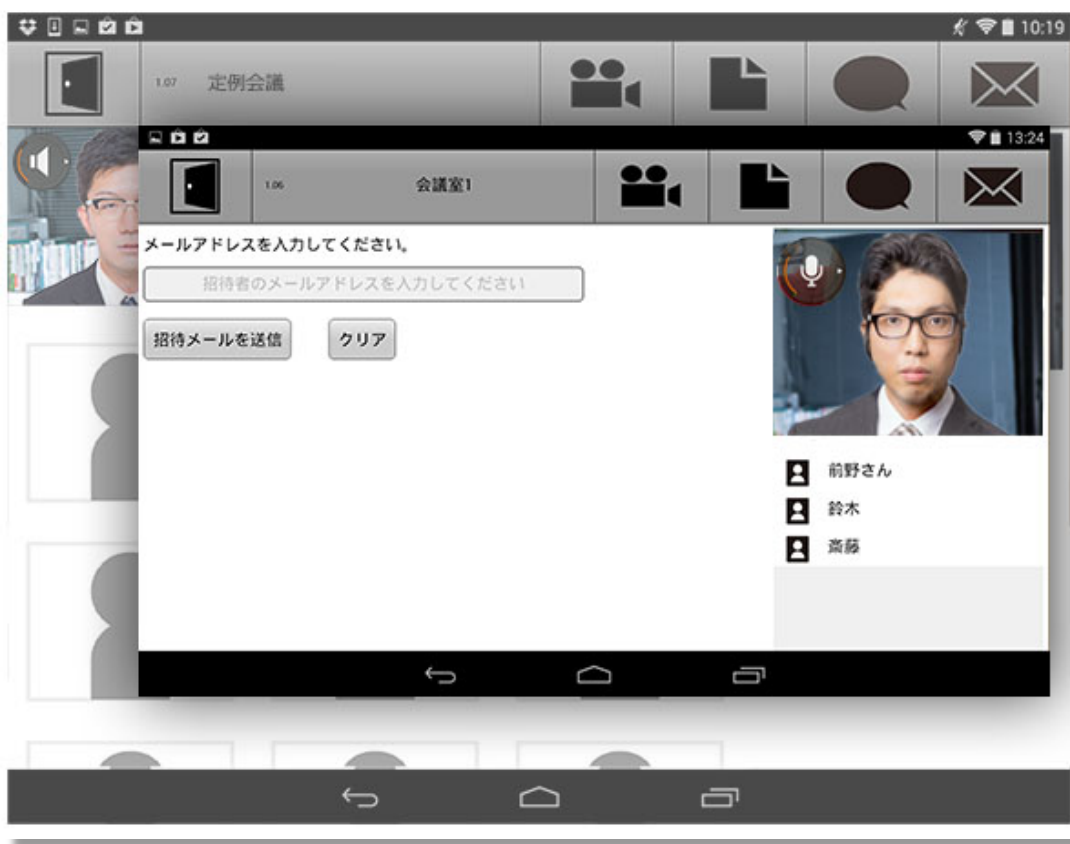 10:19
1.07 定例会議
13:24
1.06 会議室1
メールアドレスを入力してください。
招待者のメールアドレスを入力してください
招待メールを送信 クリア
前野さん
鈴木
斎藤